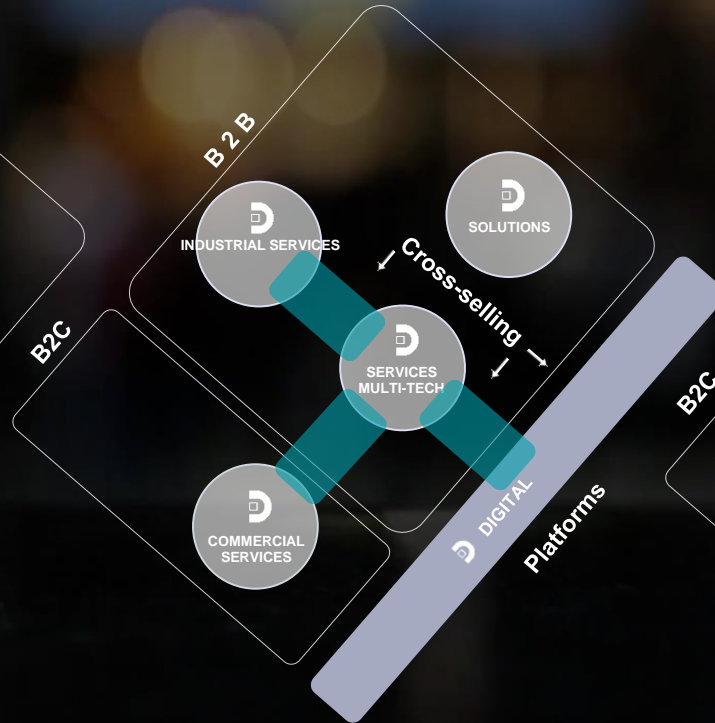 B 2 B
INDUSTRIAL SERVICES
SOLUTIONS
Cross-selling
B2C
SERVICES
MULTI-TECH
B2C
DIGITAL
Platforms
COMMERCIAL
SERVICES